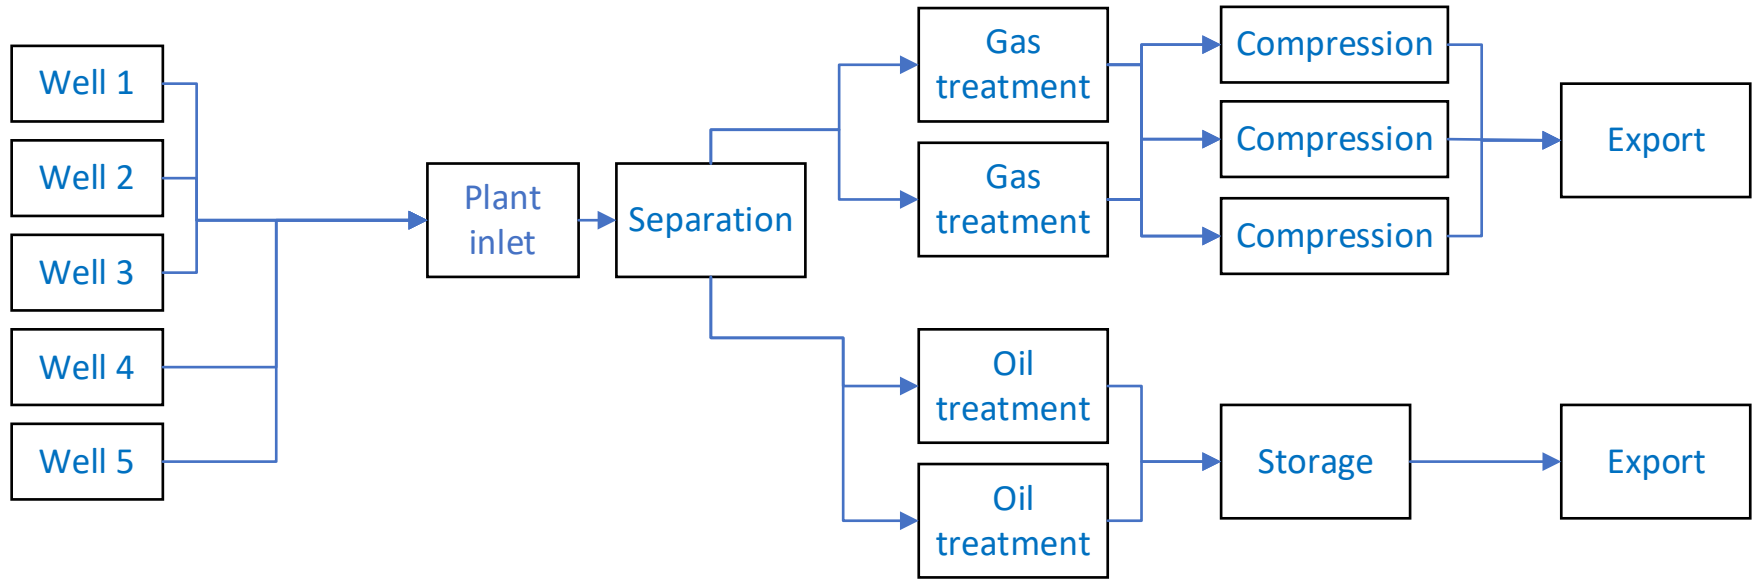 Well 1
Well 2
Well 3
Well 4
Well 5
Plant
inlet
Separation
Gas
treatment
Gas
treatment
Oil
treatment
Oil
treatment
Compression
Compression
Compression
Storage
Export
Export